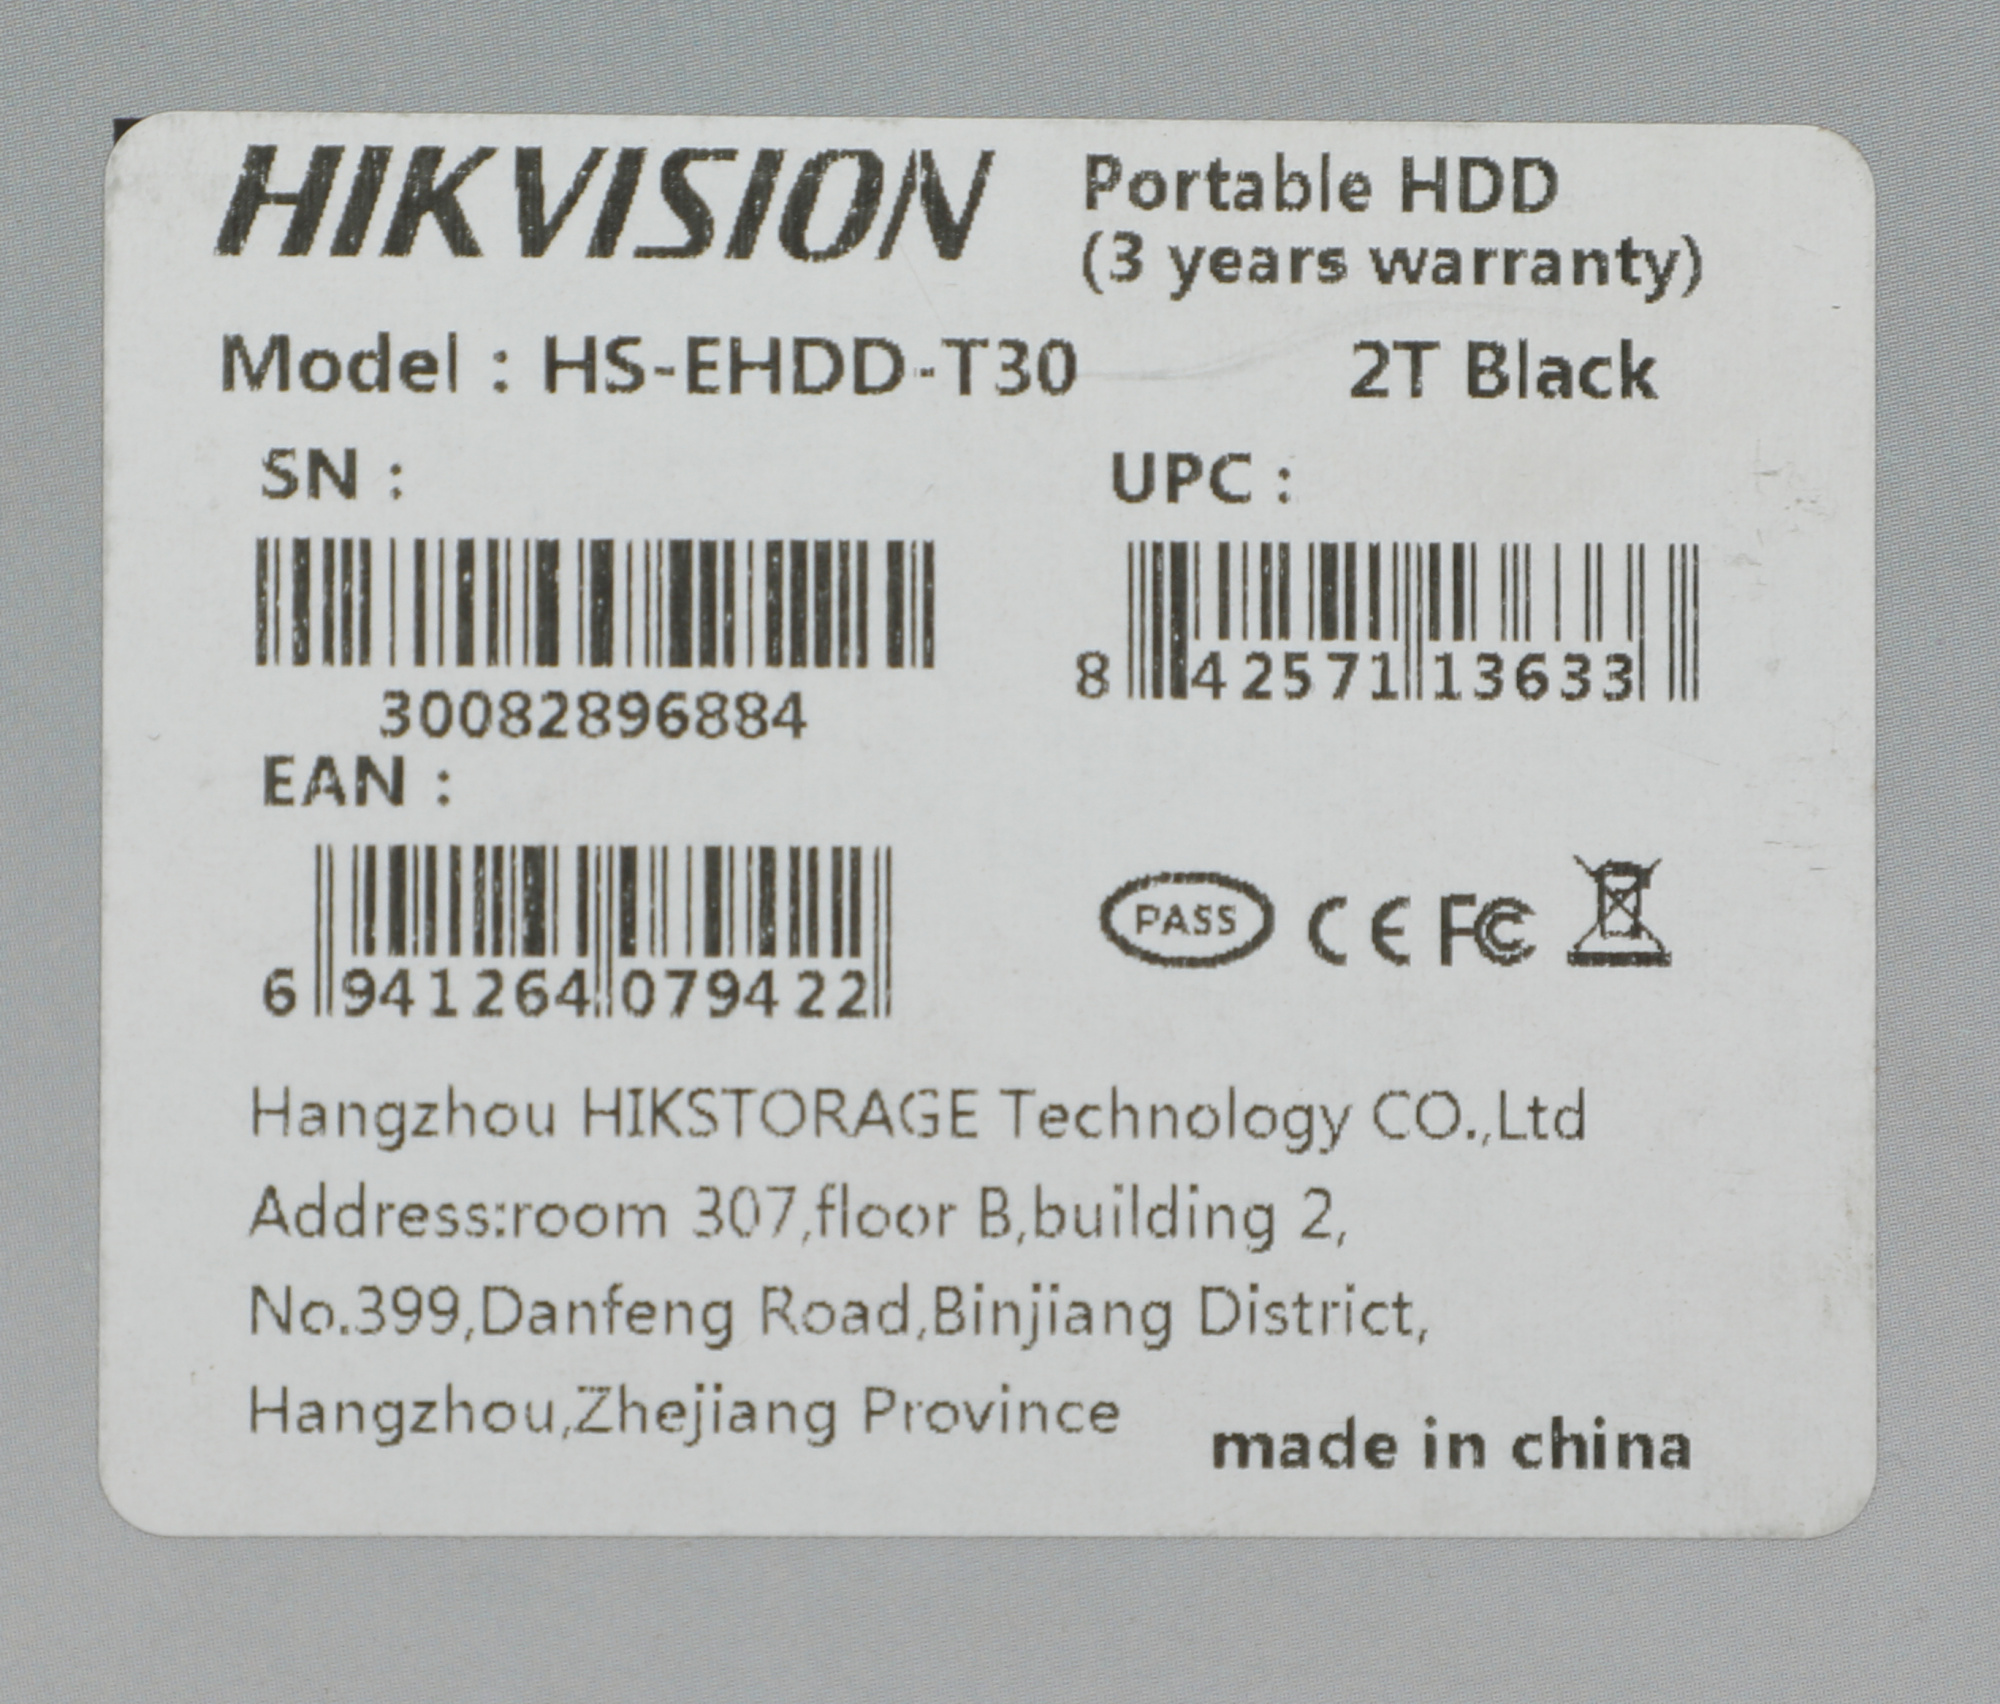 HIKVISION
Portable HDD
(3 years warranty)
Model : HS-EHDD-T30
2T Black
SN :
UPC :
30082896884
8 42571 13633
EAN :
6 941264 079422
PASS CE FC
Hangzhou HIKSTORAGE Technology CO.,Ltd
Address:room 307,floor B,building 2,
No.399,Danfeng Road,Binjiang District,
Hangzhou,Zhejiang Province
made in china